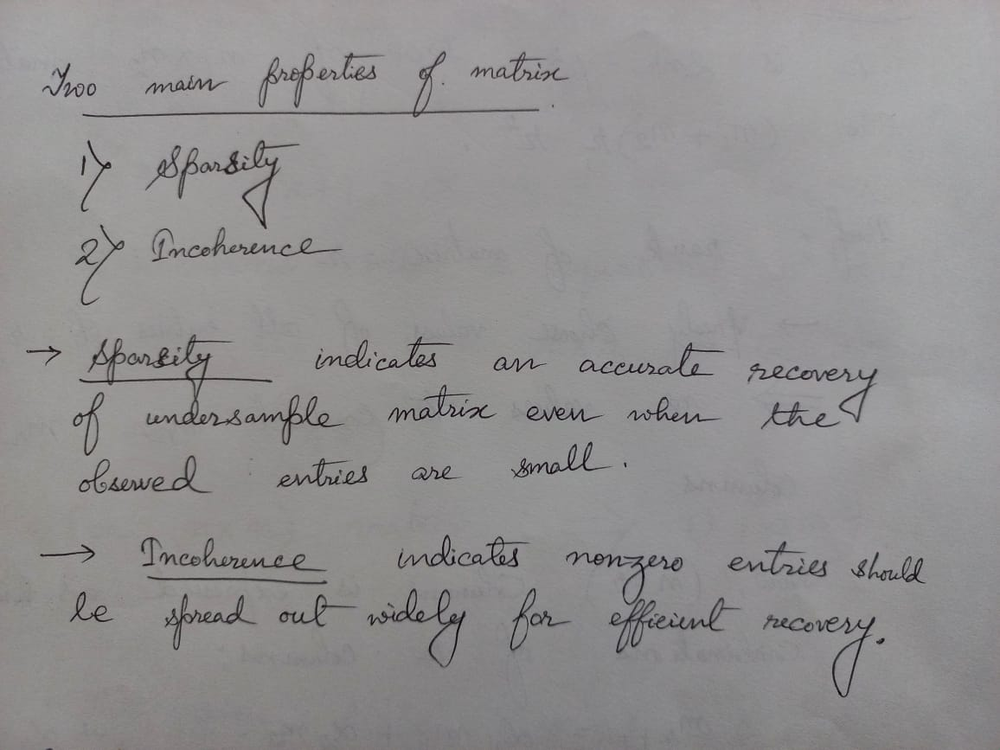 Two main properties of matrix.
1) Sparsity
2) Incoherence
→ Sparsity indicates an accurate recovery
of undersample matrix even when the
observed entries are small.
→ Incoherence indicates nonzero entries should
be spread out widely for efficient recovery.